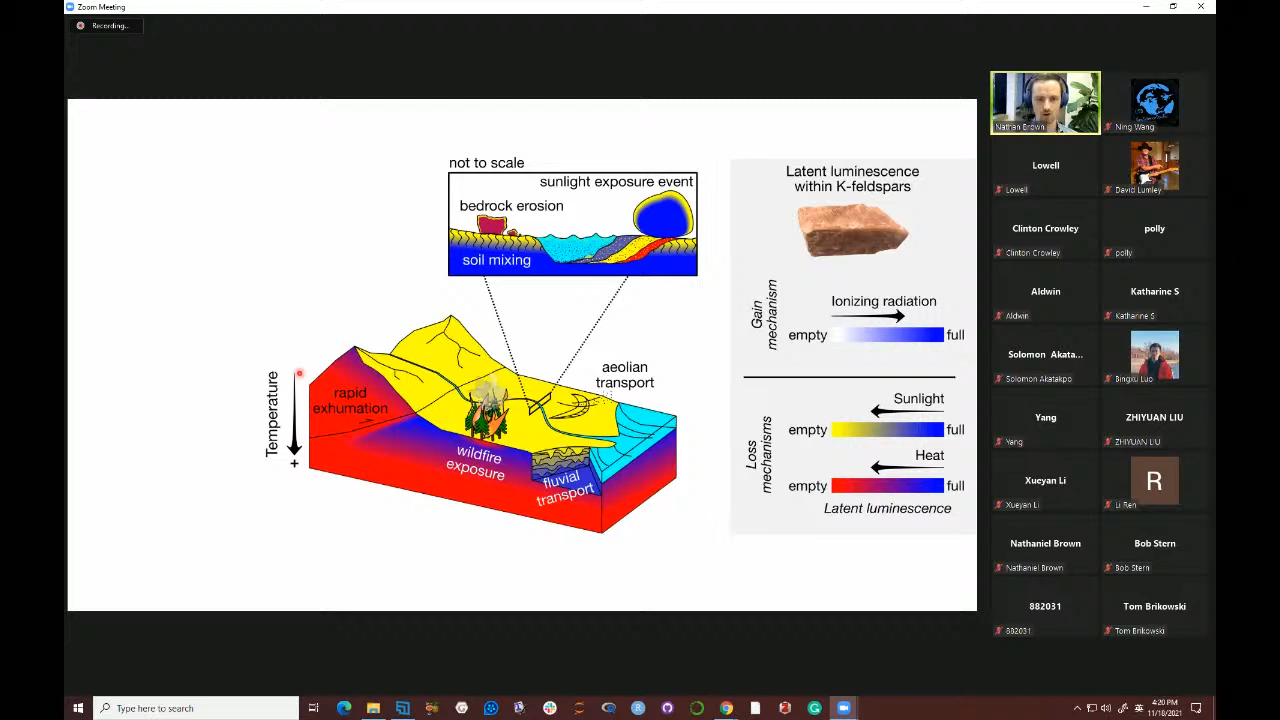 Zoom Meeting
Recording...
not to scale
sunlight exposure event
bedrock erosion
soil mixing
aeolian
transport
rapid
exhumation
wildfire
exposure
fluvial
transport
Temperature
+
Latent luminescence
within K-feldspars
Gain
mechanism
Ionizing radiation
empty
full
Loss
mechanisms
Sunlight
empty
full
Heat
empty
full
Latent luminescence
Nathan Brown
Ning Wang
Lowell
Lowell
David Lumley
Clinton Crowley
Clinton Crowley
polly
polly
Aldwin
Aldwin
Katharine S
Katharine S
Solomon Akata...
Solomon Akatakpo
Bingxu Luo
Yang
Yang
ZHIYUAN LIU
ZHIYUAN LIU
Xueyan Li
Xueyan Li
R
Li Ren
Nathaniel Brown
Nathaniel Brown
Bob Stern
Bob Stern
882031
882031
Tom Brikowski
Tom Brikowski
Type here to search
4:20 PM
11/18/2021